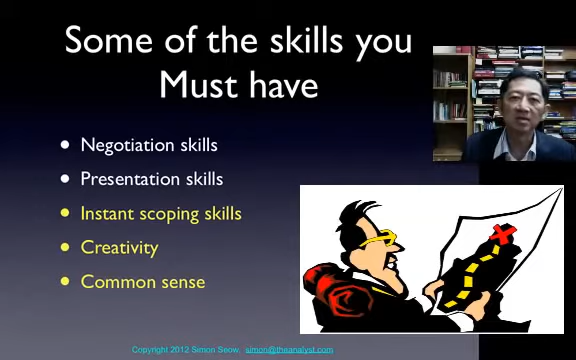 Some of the skills you
Must have
• Negotiation skills
• Presentation skills
• Instant scoping skills
• Creativity
• Common sense
Copyright 2012 Simon Seow, simon@theanalyst.com